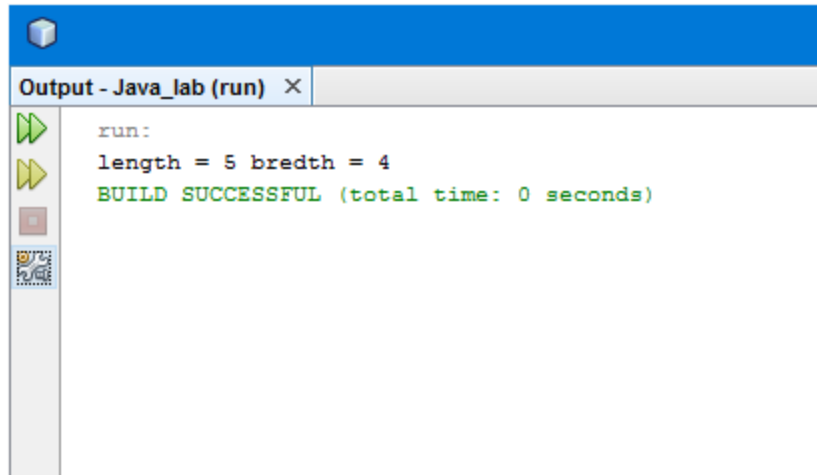 Output - Java_lab (run)
run:
length = 5 bredth = 4
BUILD SUCCESSFUL (total time: 0 seconds)